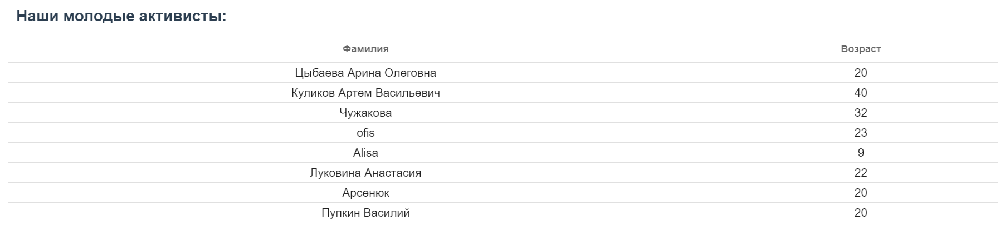 Наши молодые активисты:
Фамилия Возраст
Цыбаева Арина Олеговна 20
Куликов Артем Васильевич 40
Чужакова 32
ofis 23
Alisa 9
Луковина Анастасия 22
Арсенюк 20
Пупкин Василий 20